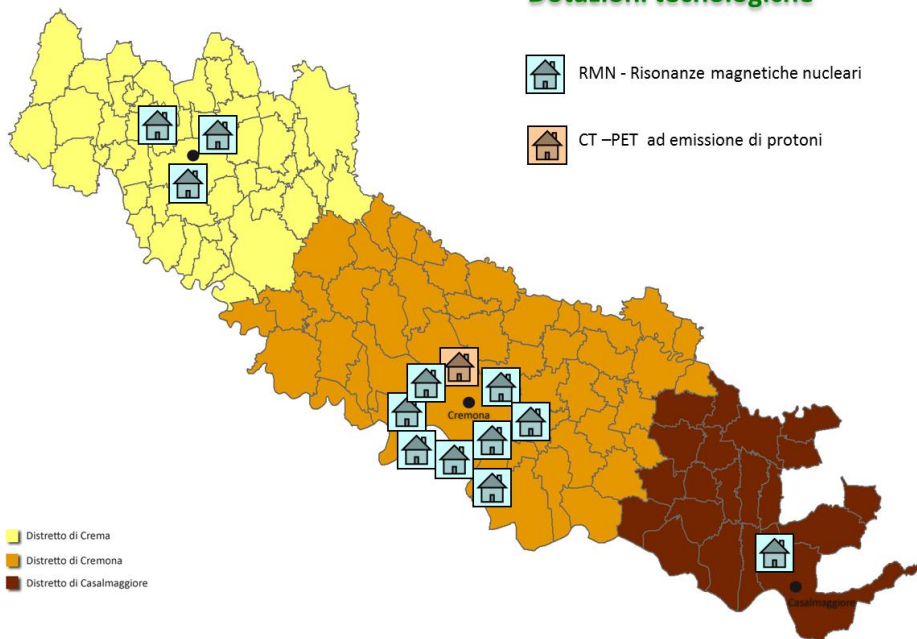 Dotazioni tecnologiche
RMN - Risonanze magnetiche nucleari
CT –PET ad emissione di protoni
Cremona
Distretto di Crema
Distretto di Cremona
Distretto di Casalmaggiore
Casalmaggiore